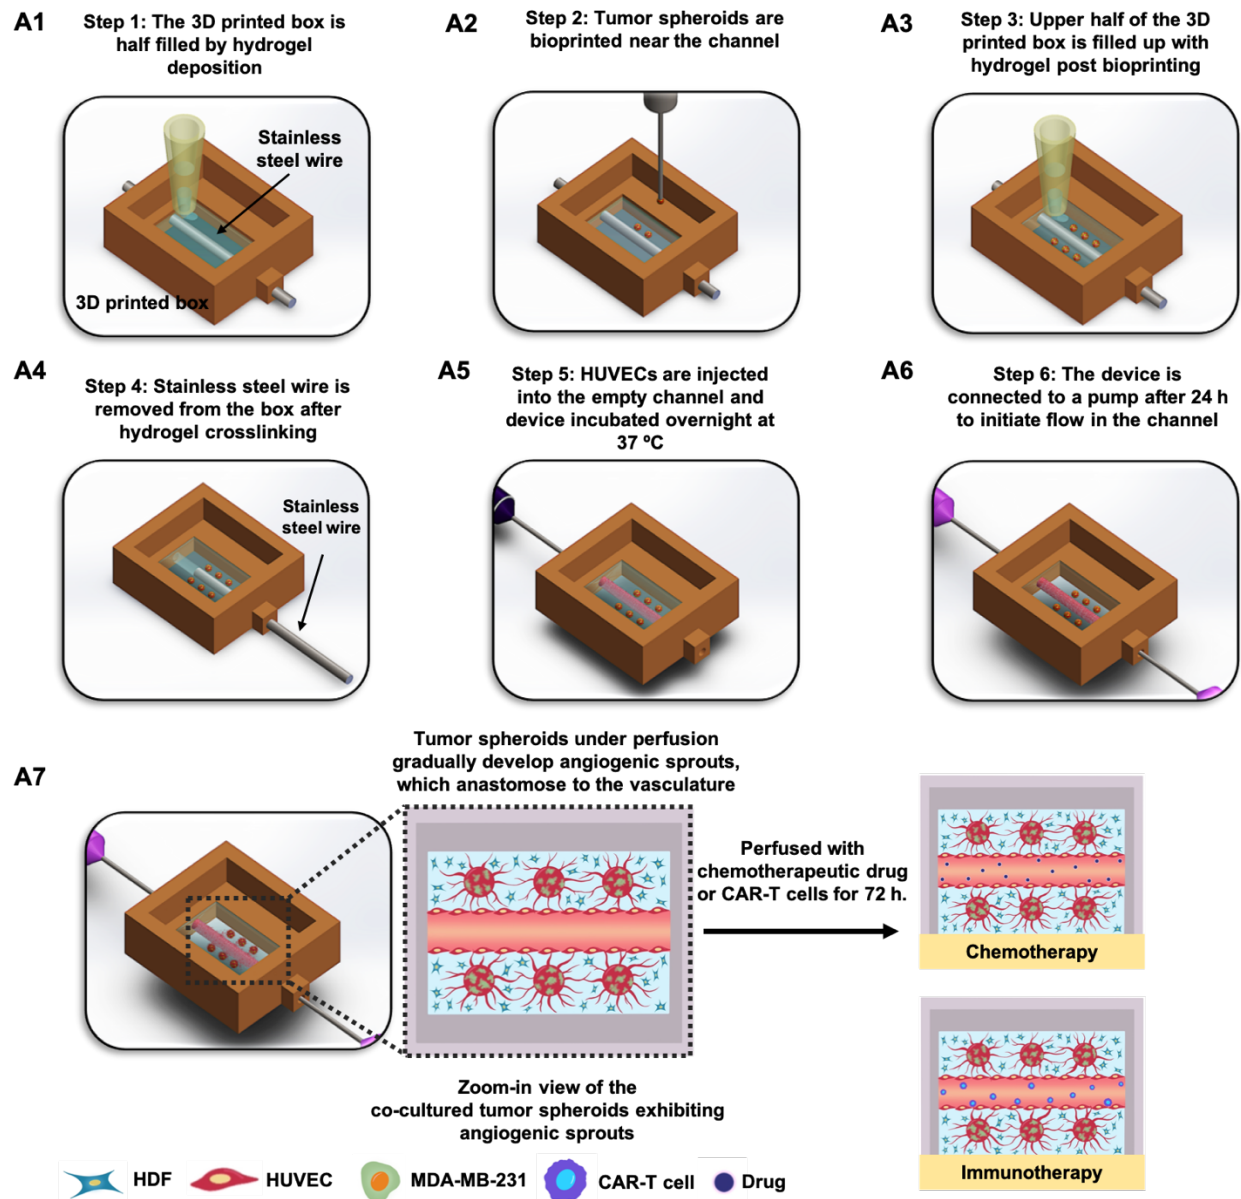 A1
Step 1: The 3D printed box is
half filled by hydrogel
deposition
Stainless
steel wire
3D printed box
A2
Step 2: Tumor spheroids are
bioprinted near the channel
A3
Step 3: Upper half of the 3D
printed box is filled up with
hydrogel post bioprinting
A4
Step 4: Stainless steel wire is
removed from the box after
hydrogel crosslinking
Stainless
steel wire
A5
Step 5: HUVECs are injected
into the empty channel and
device incubated overnight at
37 ºC
A6
Step 6: The device is
connected to a pump after 24 h
to initiate flow in the channel
A7
Tumor spheroids under perfusion
gradually develop angiogenic sprouts,
which anastomose to the vasculature
Zoom-in view of the
co-cultured tumor spheroids exhibiting
angiogenic sprouts
Perfused with
chemotherapeutic drug
or CAR-T cells for 72 h.
Chemotherapy
Immunotherapy
HDF
HUVEC
MDA-MB-231
CAR-T cell
Drug